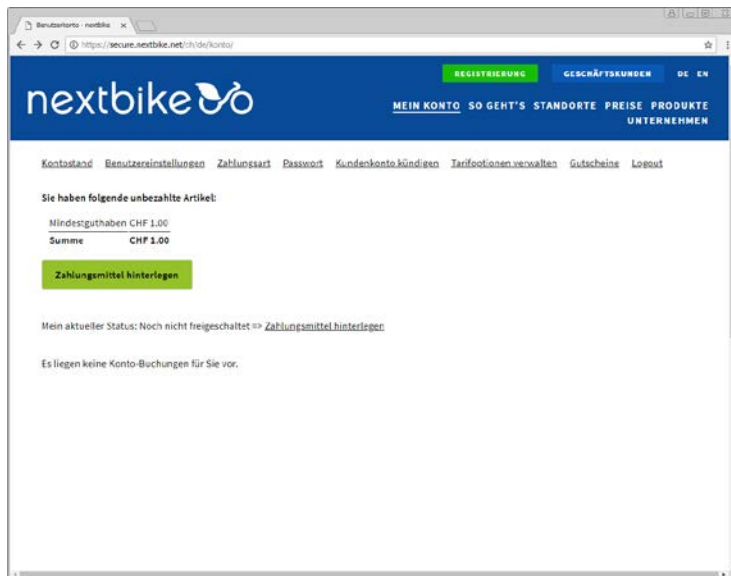 Benutzerkonto - nextbike
https://secure.nextbike.net/ch/de/konto/
REGISTRIERUNG GESCHÄFTSKUNDEN DE EN
nextbike
MEIN KONTO SO GEHT'S STANDORTE PREISE PRODUKTE
UNTERNEHMEN
Kontostand Benutzereinstellungen Zahlungsart Passwort Kundenkonto kündigen Tarifoptionen verwalten Gutscheine Logout
Sie haben folgende unbezahlte Artikel:
Mindestguthaben CHF 1.00
Summe CHF 1.00
Zahlungsmittel hinterlegen
Mein aktueller Status: Noch nicht freigeschaltet => Zahlungsmittel hinterlegen
Es liegen keine Konto-Buchungen für Sie vor.